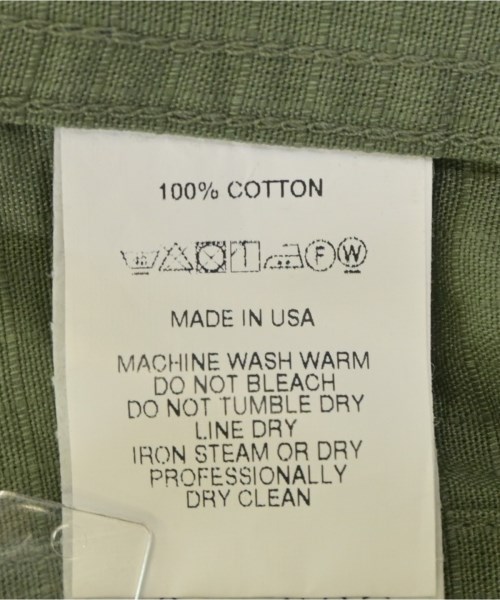 100% COTTON
F W
MADE IN USA
MACHINE WASH WARM
DO NOT BLEACH
DO NOT TUMBLE DRY
LINE DRY
IRON STEAM OR DRY
PROFESSIONALLY
DRY CLEAN